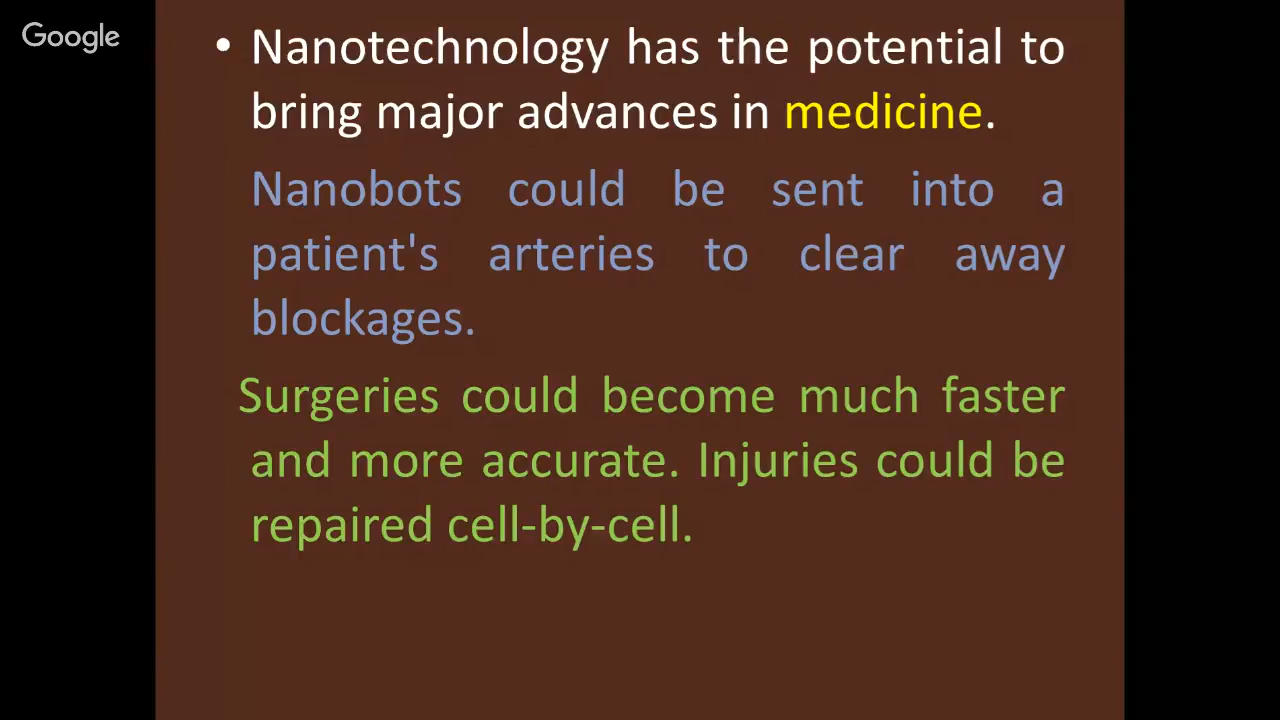 Google
• Nanotechnology has the potential to
bring major advances in medicine.
Nanobots could be sent into a
patient's arteries to clear away
blockages.
Surgeries could become much faster
and more accurate. Injuries could be
repaired cell-by-cell.